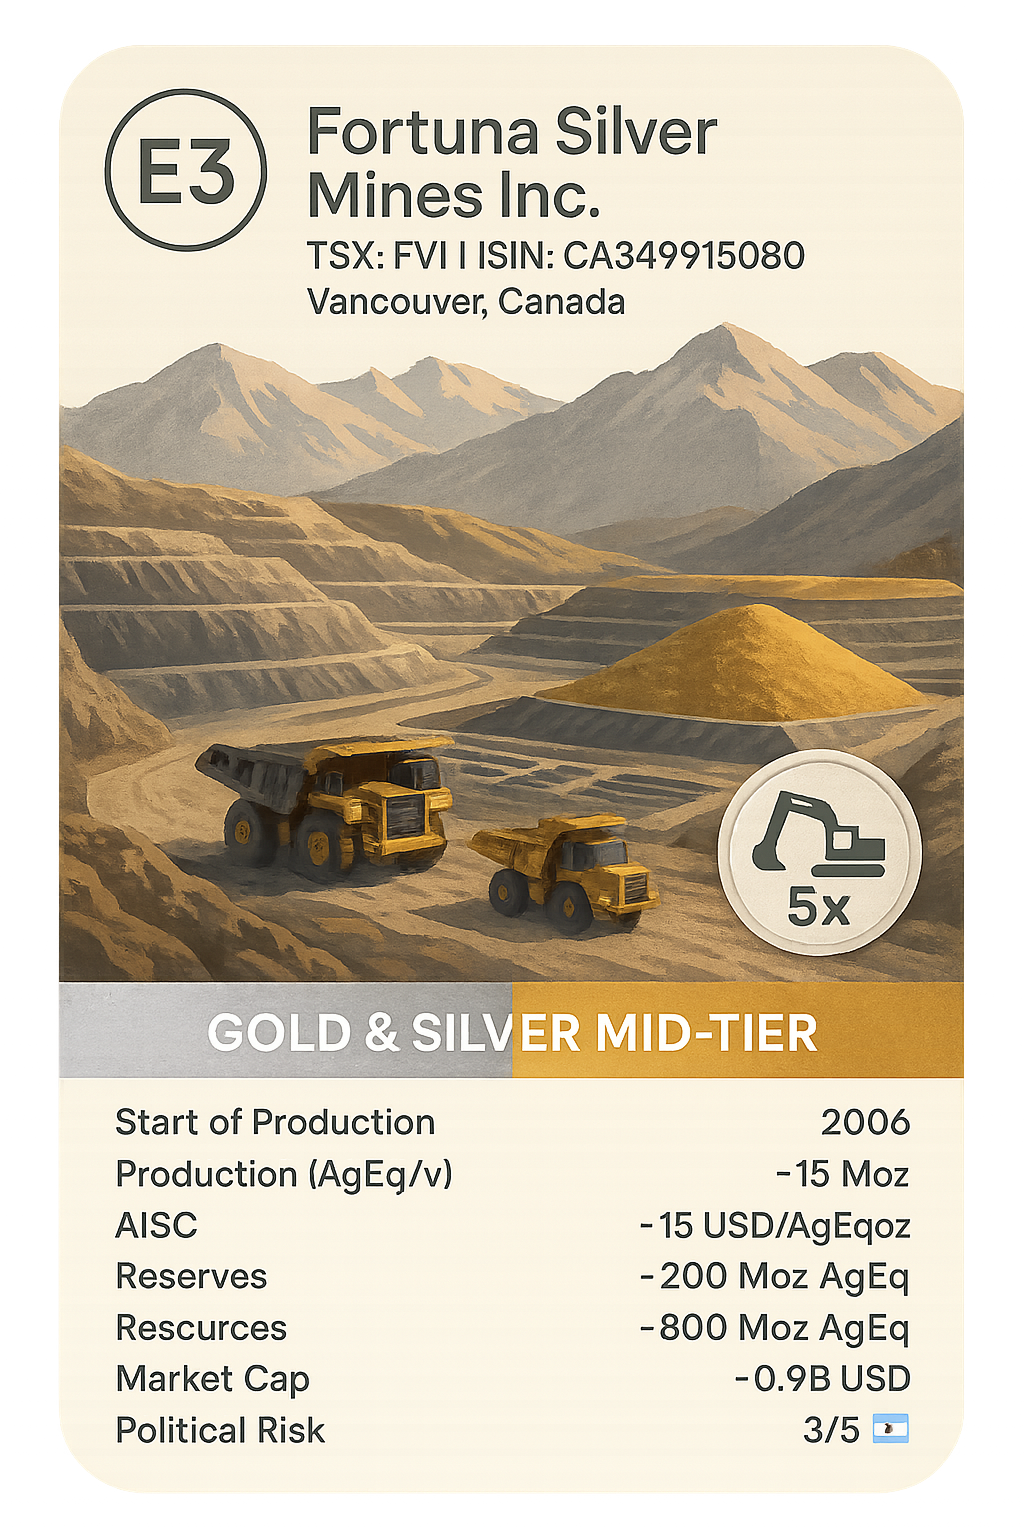 E3
Fortuna Silver
Mines Inc.
TSX: FVI | ISIN: CA349915080
Vancouver, Canada
5x
GOLD & SILVER MID-TIER
Start of Production 2006
Production (AgEq/v) -15 Moz
AISC -15 USD/AgEqoz
Reserves -200 Moz AgEq
Rescurces -800 Moz AgEq
Market Cap -0.9B USD
Political Risk 3/5